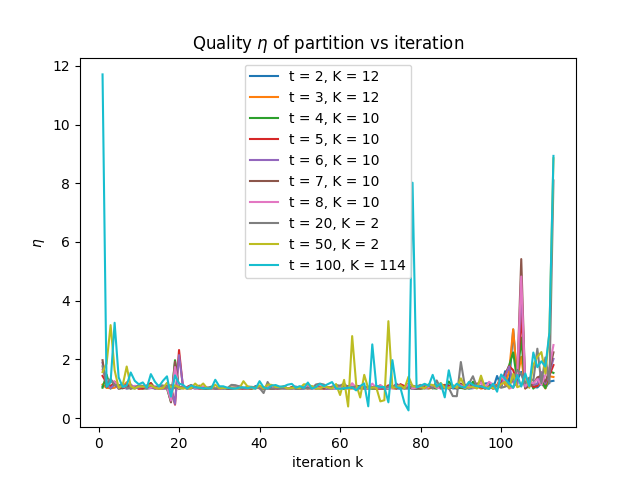 Quality η of partition vs iteration
12
10
8
6
4
2
0
η
t = 2, K = 12
t = 3, K = 12
t = 4, K = 10
t = 5, K = 10
t = 6, K = 10
t = 7, K = 10
t = 8, K = 10
t = 20, K = 2
t = 50, K = 2
t = 100, K = 114
0 20 40 60 80 100
iteration k